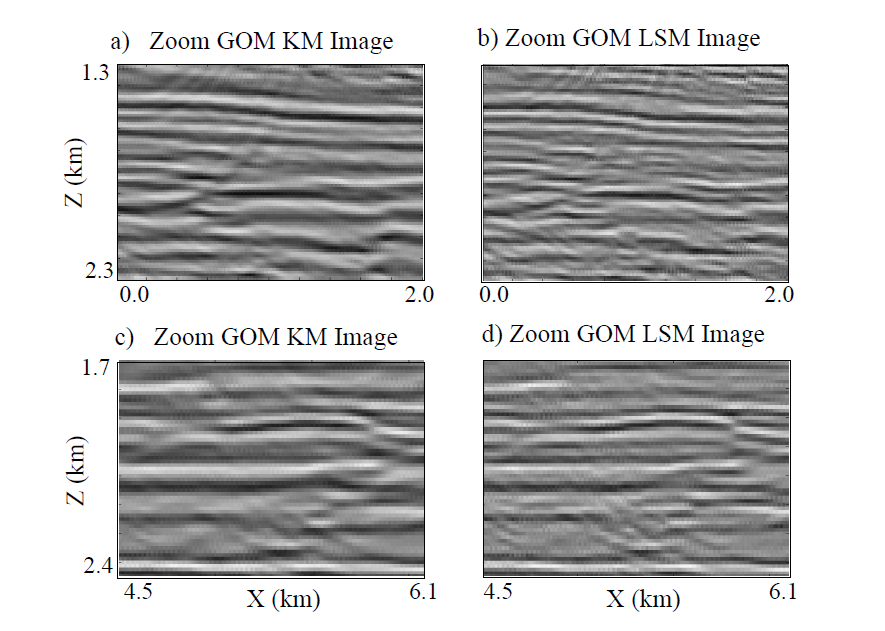 a) Zoom GOM KM Image
b) Zoom GOM LSM Image
1.3
Z (km)
2.3
0.0
2.0
0.0
2.0
c) Zoom GOM KM Image
d) Zoom GOM LSM Image
1.7
Z (km)
2.4
4.5
X (km)
6.1
4.5
X (km)
6.1